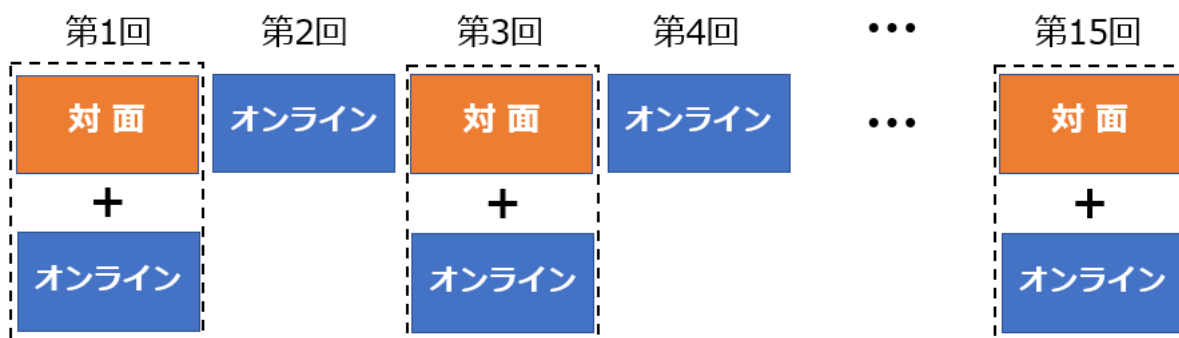 第1回 第2回 第3回 第4回 ••• 第15回
対 面 オンライン 対 面 オンライン ••• 対 面
+ + +
オンライン オンライン オンライン